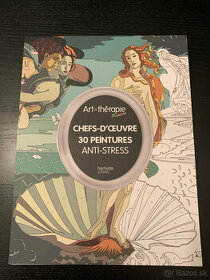 Art-thérapie
CHEFS-D'ŒUVRE
30 PEINTURES
ANTI-STRESS
hachette
© Bazos.sk